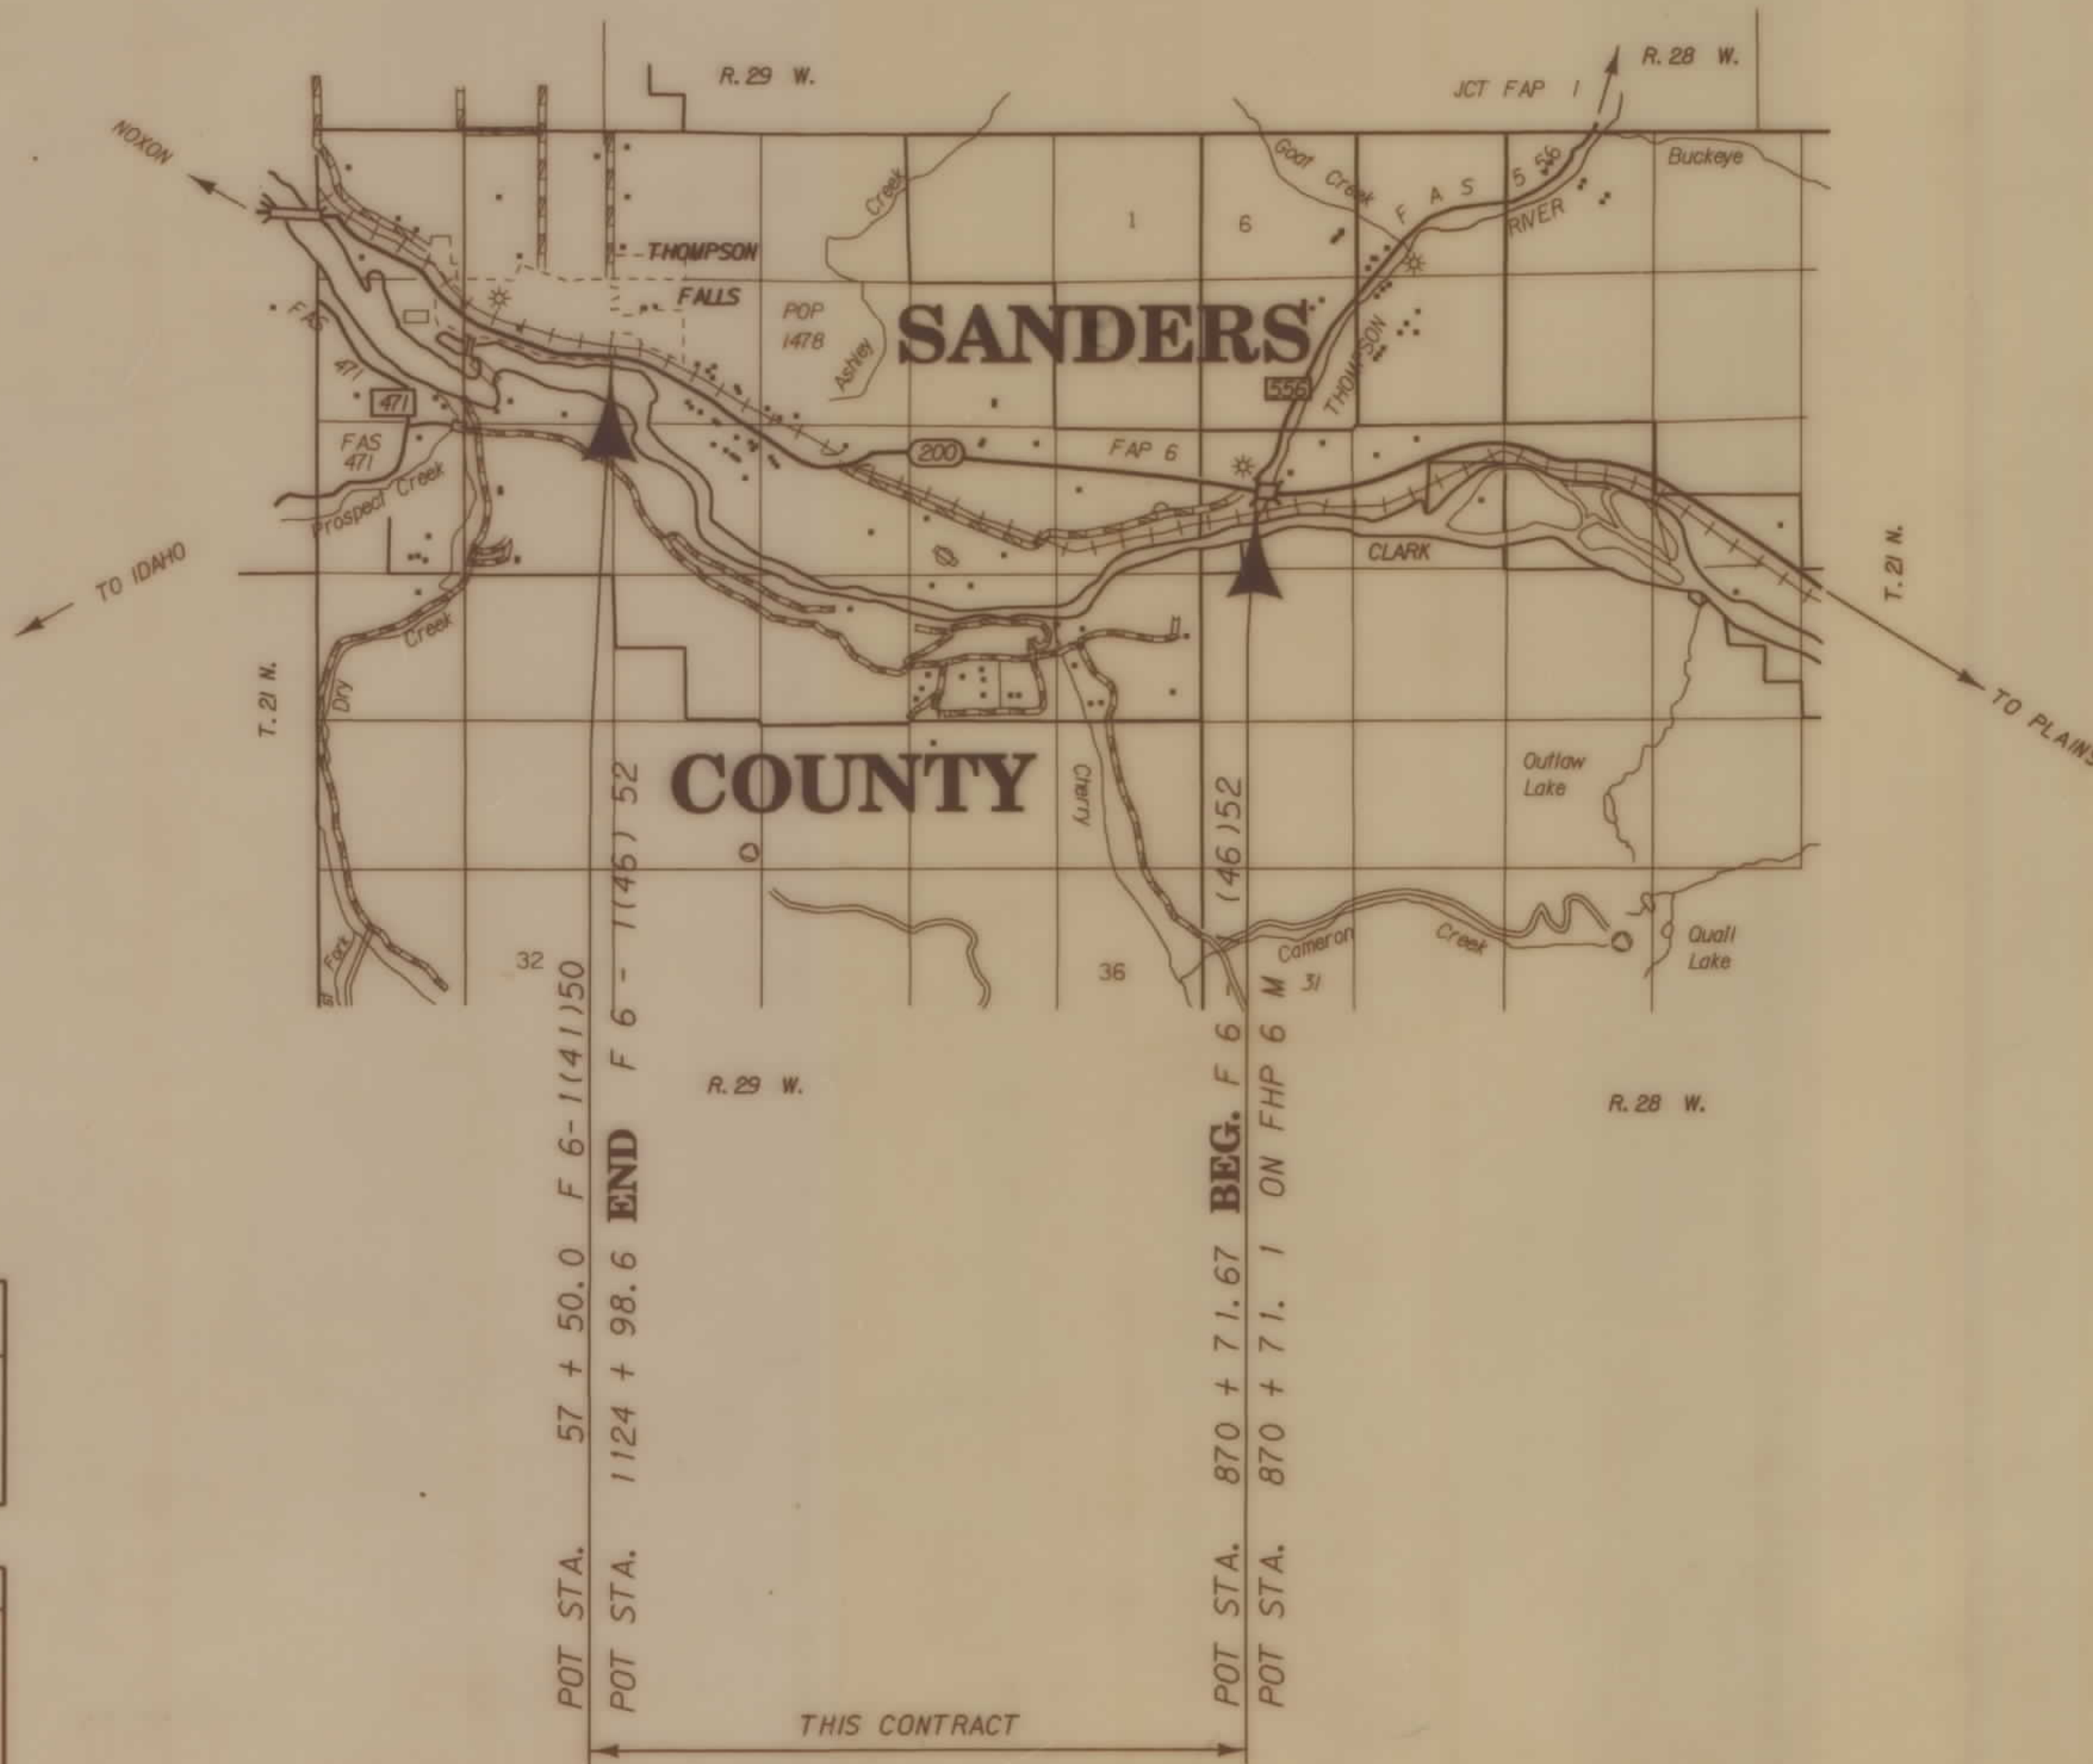 R. 29 W.
R. 28 W.
JCT FAP 1
NOXON
Creek
Goat Creek
FAS 556
Buckeye
RIVER
1
6
THOMPSON
FALLS
POP
1478
Ashley
SANDERS
FAS
471
471
556
THOMPSON
FAS
471
Prospect Creek
200
FAP 6
CLARK
T. 21 N.
TO IDAHO
Creek
Dry
T. 21 N.
TO PLAINS
COUNTY
Cherry
Outlaw
Lake
Fork
32
36
31
Cameron Creek
Quail
Lake
R. 29 W.
R. 28 W.
POT STA. 57 + 50.0 F 6-1(41)50
POT STA. 1124 + 98.6 END F 6 - 1(46) 52
POT STA. 870 + 71.67 BEG. F 6 - (46)52
POT STA. 870 + 71. 1 ON FHP 6 M
THIS CONTRACT